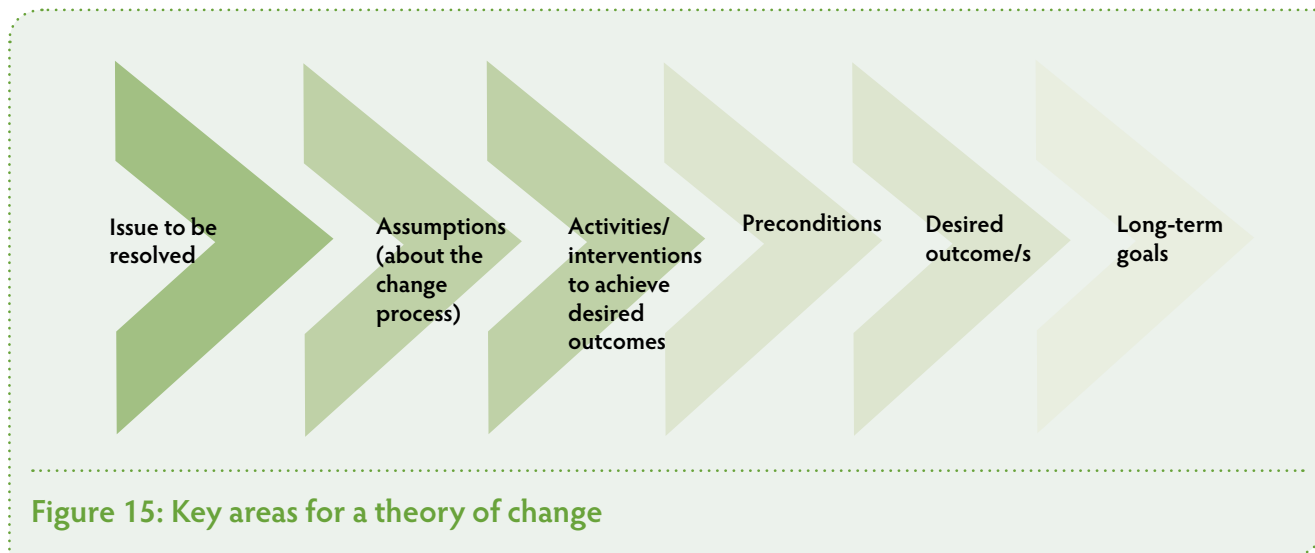 Issue to be
resolved
Assumptions
(about the
change
process)
Activities/
interventions
to achieve
desired
outcomes
Preconditions
Desired
outcome/s
Long-term
goals
Figure 15: Key areas for a theory of change